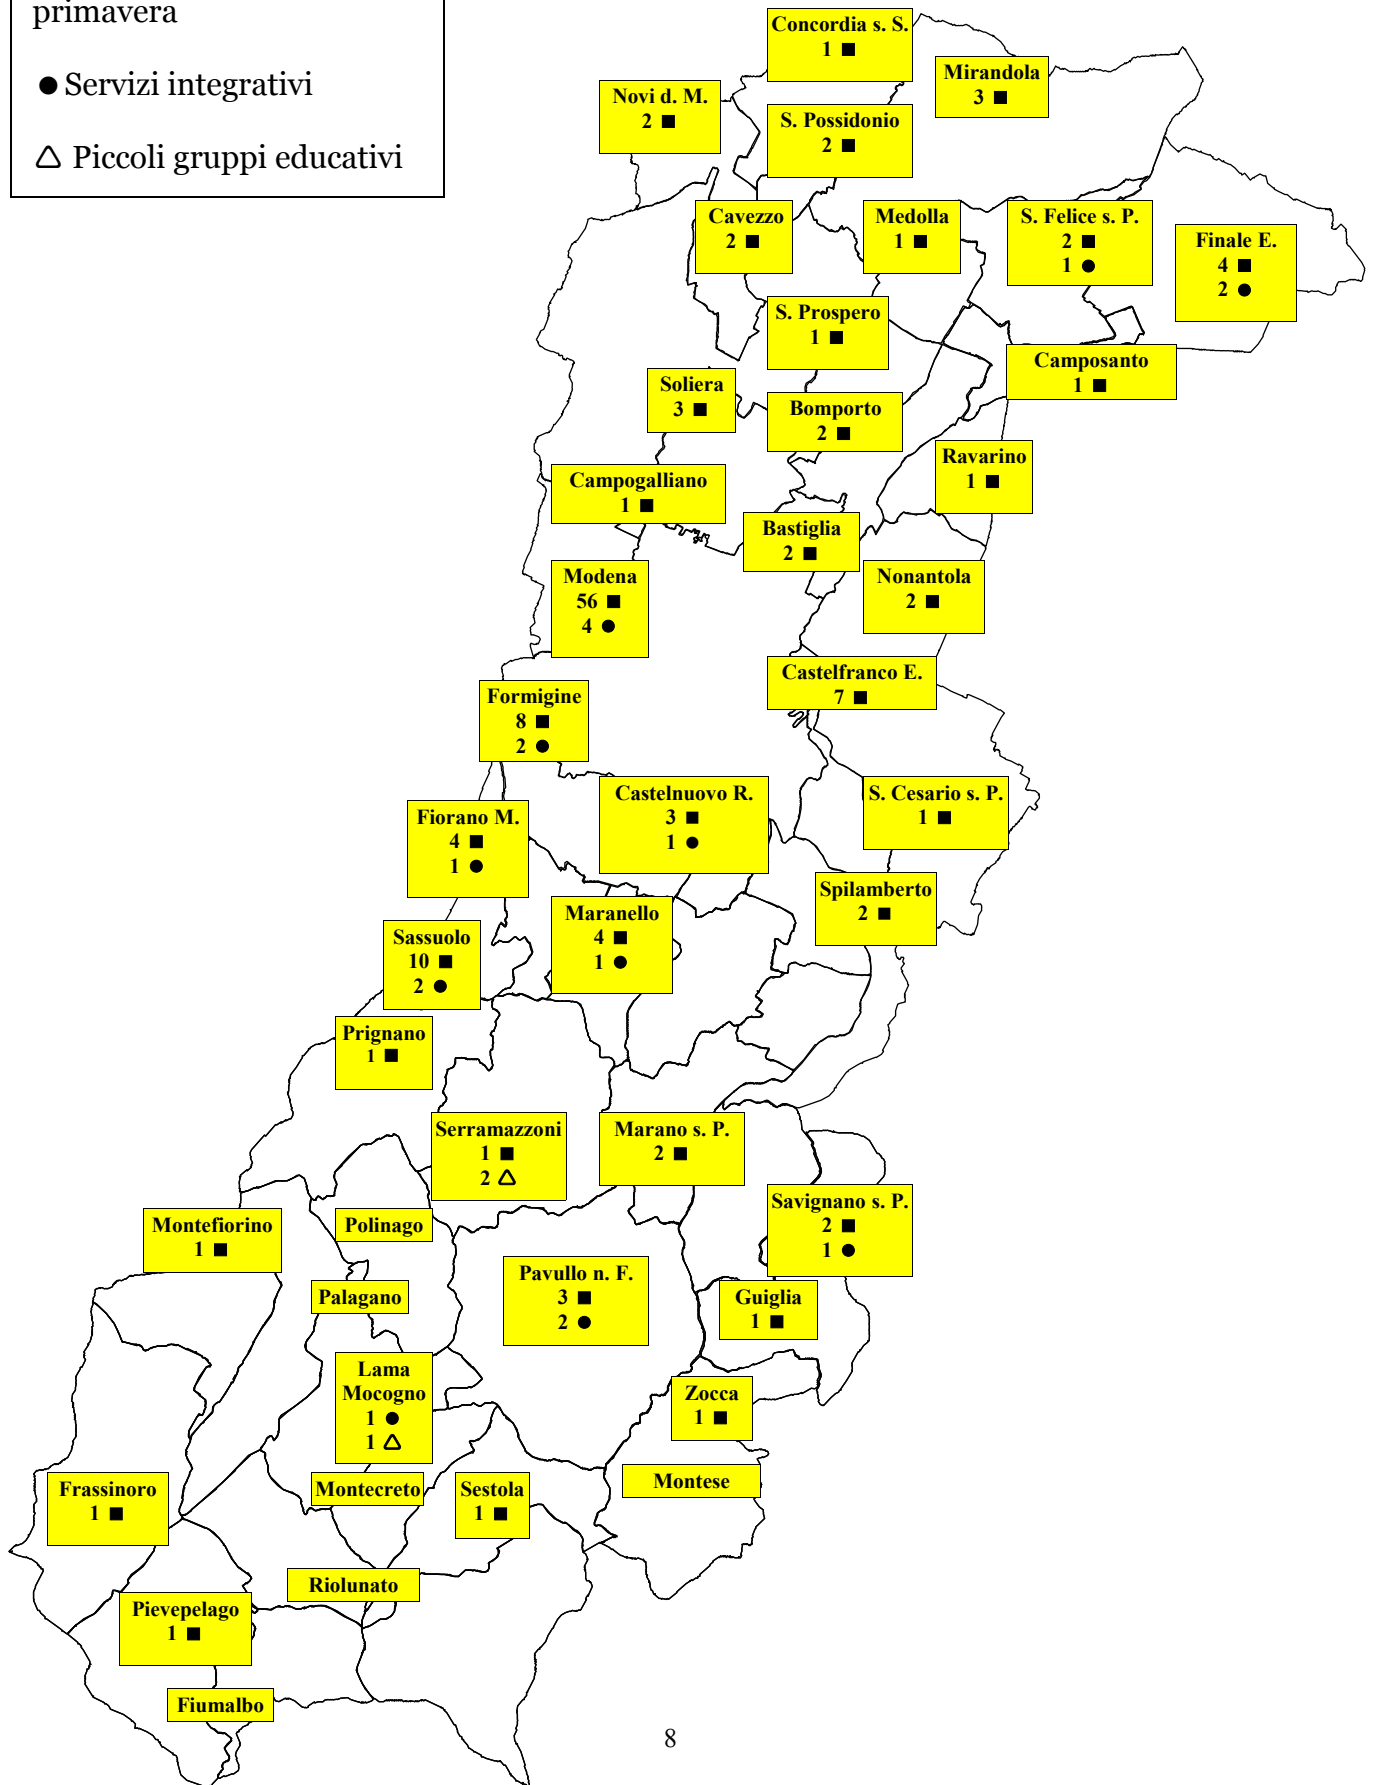 primavera
● Servizi integrativi
△ Piccoli gruppi educativi
Concordia s. S.
1 ■
Mirandola
3 ■
Novi d. M.
2 ■
S. Possidonio
2 ■
Cavezzo
2 ■
Medolla
1 ■
S. Felice s. P.
2 ■
1 ●
Finale E.
4 ■
2 ●
S. Prospero
1 ■
Camposanto
1 ■
Soliera
3 ■
Bomporto
2 ■
Ravarino
1 ■
Campogalliano
1 ■
Bastiglia
2 ■
Modena
56 ■
4 ●
Nonantola
2 ■
Castelfranco E.
7 ■
Formigine
8 ■
2 ●
Castelnuovo R.
3 ■
1 ●
S. Cesario s. P.
1 ■
Fiorano M.
4 ■
1 ●
Spilamberto
2 ■
Maranello
4 ■
1 ●
Sassuolo
10 ■
2 ●
Prignano
1 ■
Serramazzoni
1 ■
2 △
Marano s. P.
2 ■
Savignano s. P.
2 ■
1 ●
Montefiorino
1 ■
Polinago
Pavullo n. F.
3 ■
2 ●
Palagano
Guiglia
1 ■
Lama
Mocogno
1 ●
1 △
Zocca
1 ■
Montese
Frassinoro
1 ■
Montecreto
Sestola
1 ■
Riolunato
Pievepelago
1 ■
Fiumalbo
8